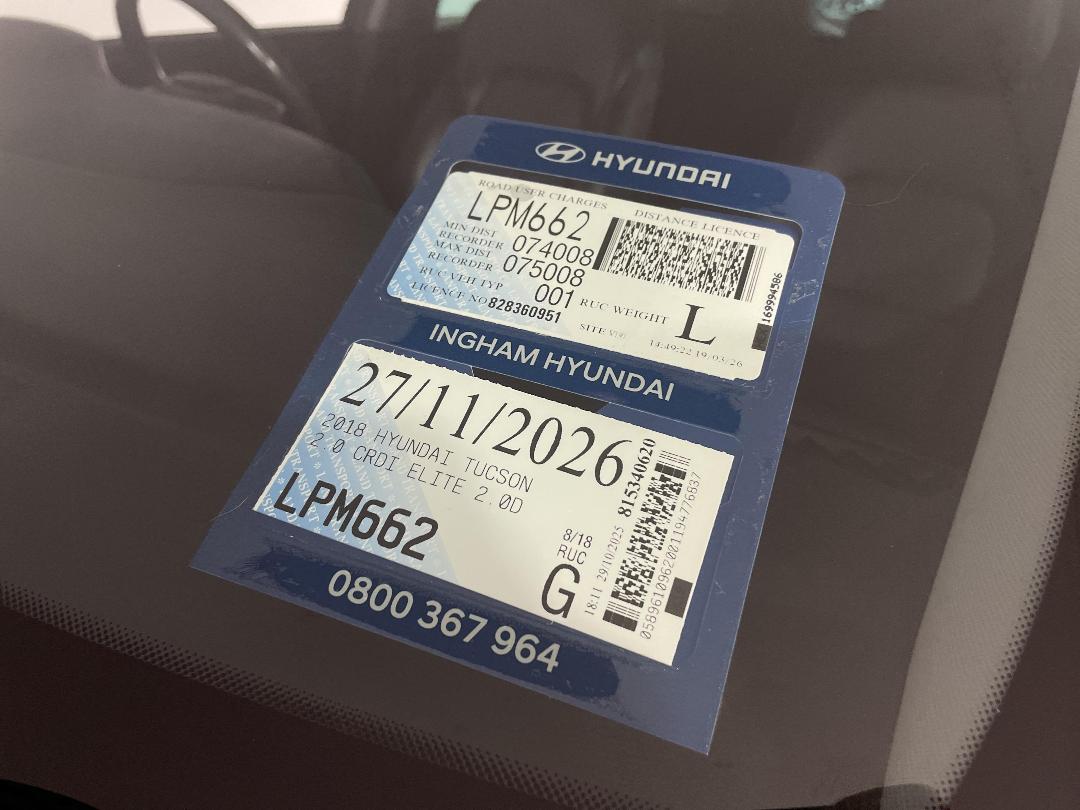 HYUNDAI
ROAD USER CHARGES DISTANCE LICENCE
LPM662
MIN DIST RECORDER 074008
MAX DIST RECORDER 075008
RUC VEH TYP 001 RUC WEIGHT L
LICENCE NO 828360951
SITE
14:49:22 19/03/26
169994586
INGHAM HYUNDAI
27/11/2026
2018 HYUNDAI TUCSON
2.0 CRDI ELITE 2.0D
LPM662
8/18
RUC
G
18:11 29/10/2025 815340620
0589610962001194776837
0800 367 964